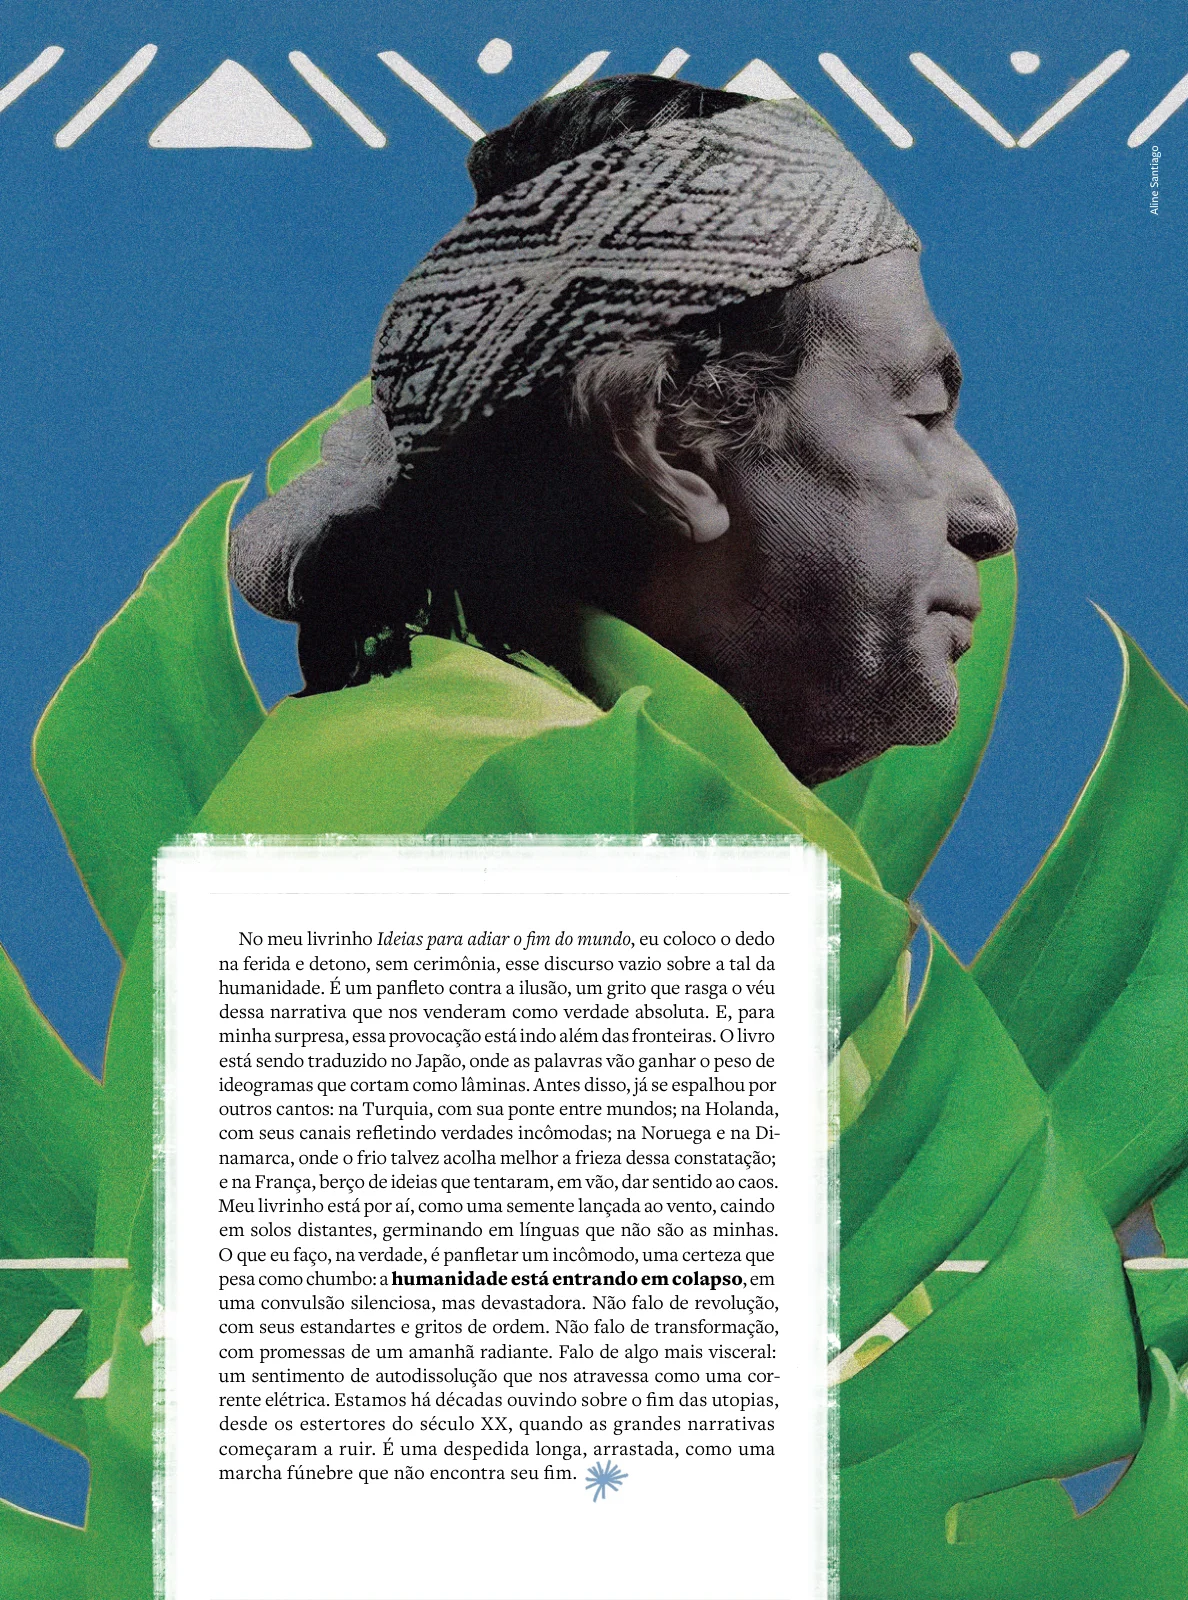 Aline Santiago
No meu livrinho Ideias para adiar o fim do mundo, eu coloco o dedo
na ferida e detono, sem cerimônia, esse discurso vazio sobre a tal da
humanidade. É um panfleto contra a ilusão, um grito que rasga o véu
dessa narrativa que nos venderam como verdade absoluta. E, para
minha surpresa, essa provocação está indo além das fronteiras. O livro
está sendo traduzido no Japão, onde as palavras vão ganhar o peso de
ideogramas que cortam como lâminas. Antes disso, já se espalhou por
outros cantos: na Turquia, com sua ponte entre mundos; na Holanda,
com seus canais refletindo verdades incômodas; na Noruega e na Di-
namarca, onde o frio talvez acolha melhor a frieza dessa constatação;
e na França, berço de ideias que tentaram, em vão, dar sentido ao caos.
Meu livrinho está por aí, como uma semente lançada ao vento, caindo
em solos distantes, germinando em línguas que não são as minhas.
O que eu faço, na verdade, é panfletar um incômodo, uma certeza que
pesa como chumbo: a humanidade está entrando em colapso, em
uma convulsão silenciosa, mas devastadora. Não falo de revolução,
com seus estandartes e gritos de ordem. Não falo de transformação,
com promessas de um amanhã radiante. Falo de algo mais visceral:
um sentimento de autodissolução que nos atravessa como uma cor-
rente elétrica. Estamos há décadas ouvindo sobre o fim das utopias,
desde os estertores do século XX, quando as grandes narrativas
começaram a ruir. É uma despedida longa, arrastada, como uma
marcha fúnebre que não encontra seu fim.